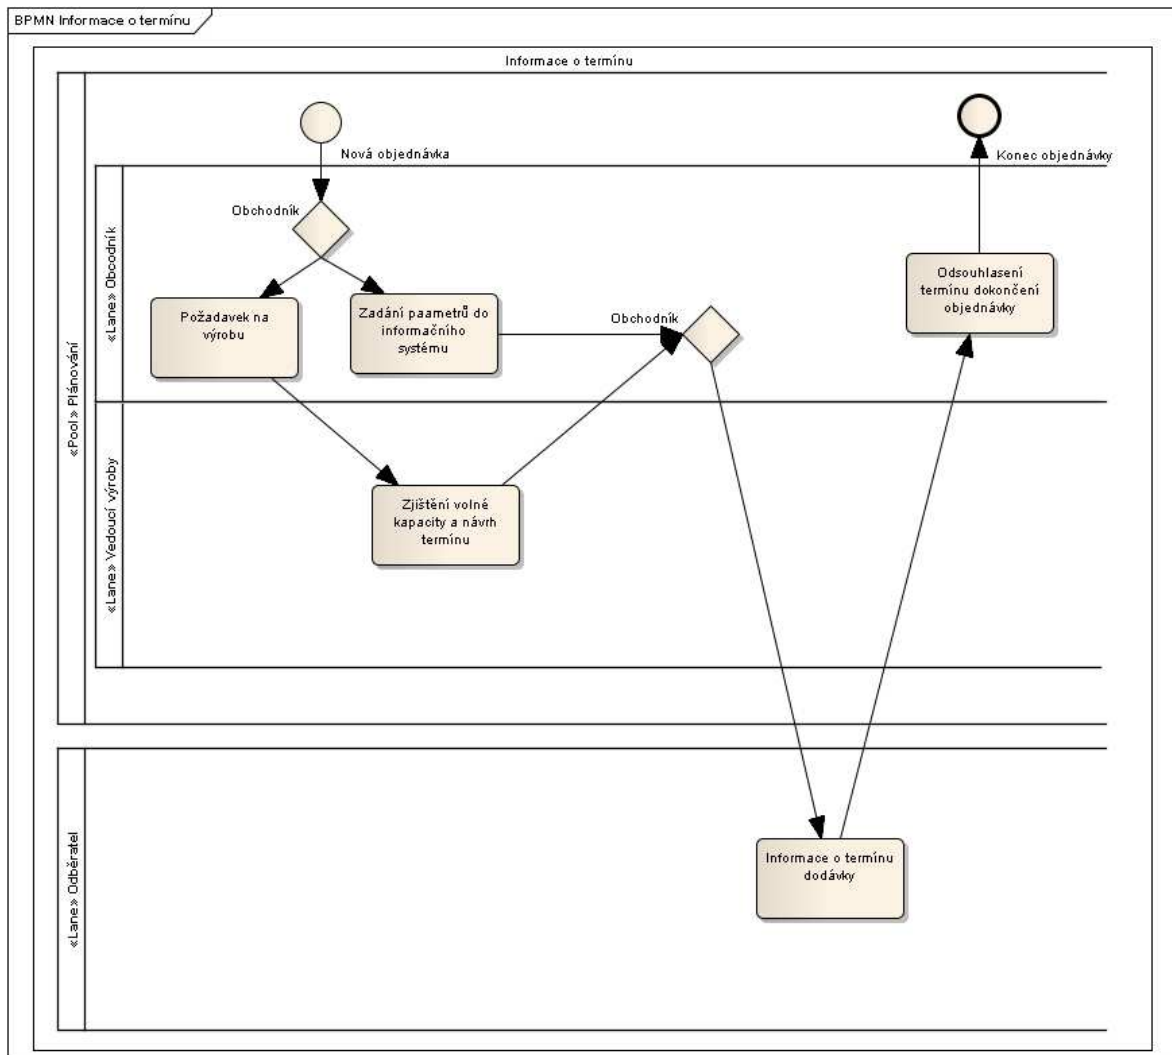 BPMN Informace o termínu
Informace o termínu
«Pool» Plánování
Nová objednávka
Konec objednávky
«Lane» Obcodník
Obchodník
Požadavek na
výrobu
Zadání paametrů do
informačního
systému
Obchodník
Odsouhlasení
termínu dokončení
objednávky
«Lane» Vedoucí výroby
Zjištění volné
kapacity a návrh
termínu
«Lane» Odběratel
Informace o termínu
dodávky